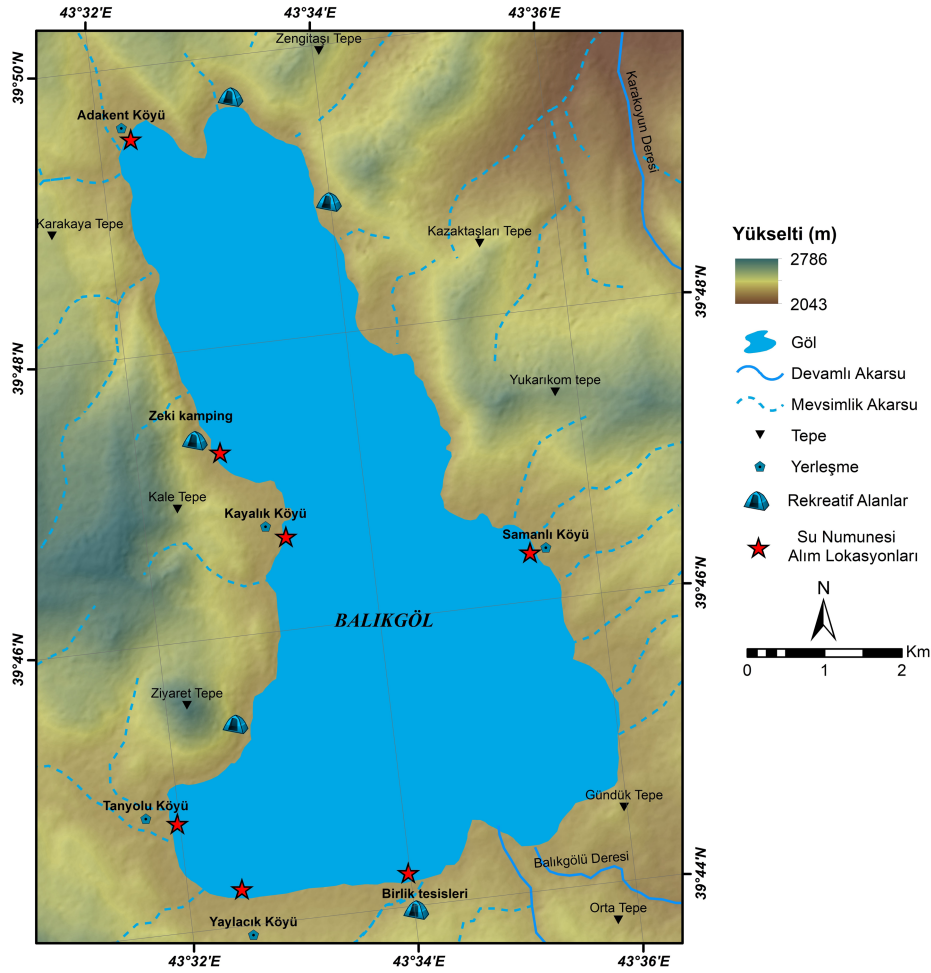 43°32'E
43°34'E
43°36'E
39°50'N
Zengitaşı Tepe
Karakoyun Deresi
Adakent Köyü
Karakaya Tepe
Kazaktaşları Tepe
39°48'N
39°48'N
Yukarıkom tepe
Zeki kamping
Kale Tepe
Kayalık Köyü
Samanlı Köyü
39°46'N
BALIKGÖL
39°46'N
Ziyaret Tepe
Tanyolu Köyü
Gündük Tepe
39°44'N
Balıkgölü Deresi
Birlik tesisleri
Orta Tepe
Yaylacık Köyü
43°32'E
43°34'E
43°36'E
Yükselti (m)
2786
2043
Göl
Devamlı Akarsu
Mevsimlik Akarsu
Tepe
Yerleşme
Rekreatif Alanlar
Su Numunesi
Alım Lokasyonları
N
Km
0 1 2